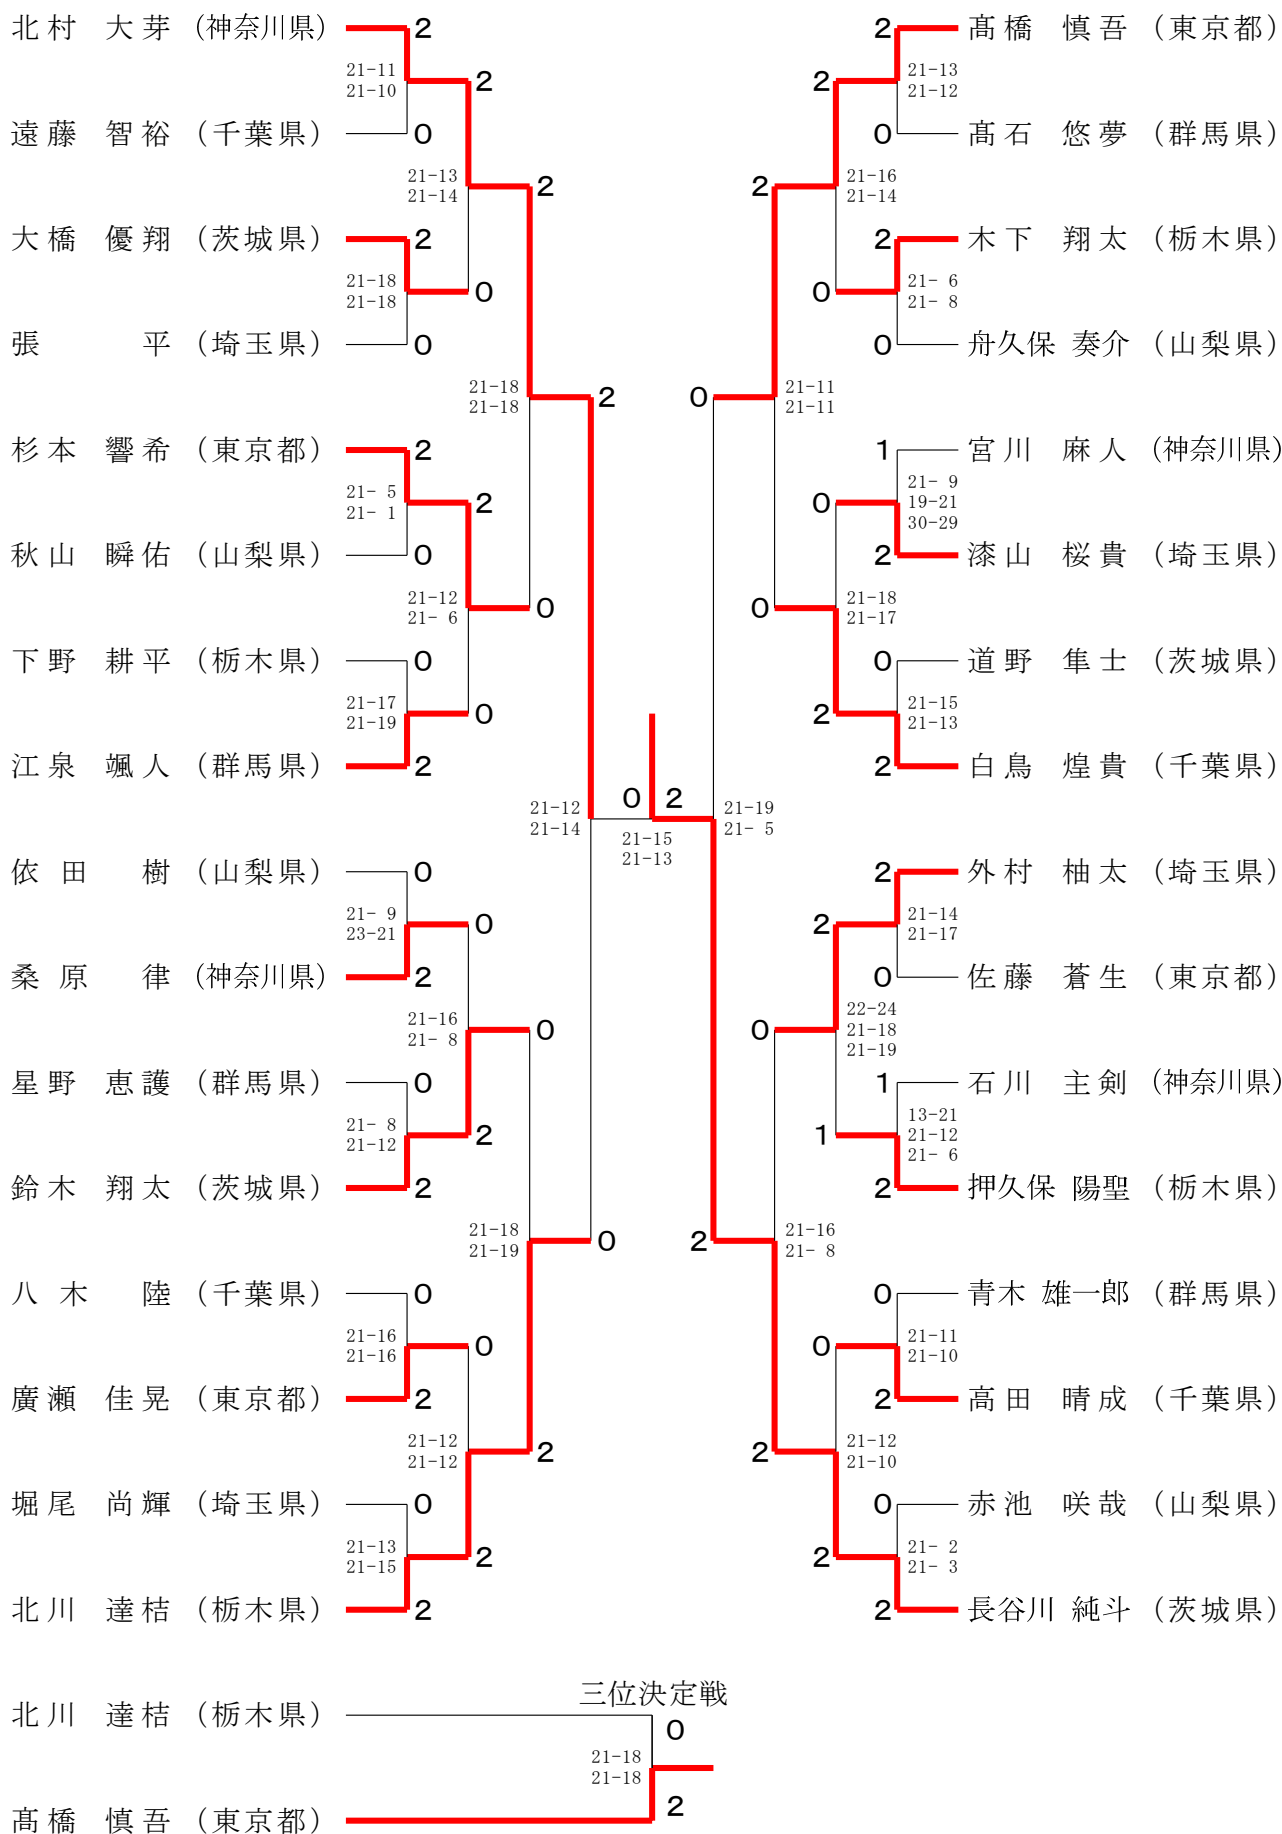 北村 大芽 (神奈川県) 2
21-11
21-10
2
遠藤 智裕 (千葉県) 0
21-13
21-14
2
大橋 優翔 (茨城県) 2
21-18
21-18
0
張 平 (埼玉県) 0
21-18
21-18
2
杉本 響希 (東京都) 2
21- 5
21- 1
2
秋山 瞬佑 (山梨県) 0
21-12
21- 6
0
下野 耕平 (栃木県) 0
21-17
21-19
0
江泉 颯人 (群馬県) 2
21-12
21-14
依田 樹 (山梨県) 0
21- 9
23-21
0
桑原 律 (神奈川県) 2
21-16
21- 8
0
星野 恵護 (群馬県) 0
21- 8
21-12
2
鈴木 翔太 (茨城県) 2
21-18
21-19
0
八木 陸 (千葉県) 0
21-16
21-16
0
廣瀬 佳晃 (東京都) 2
21-12
21-12
2
堀尾 尚輝 (埼玉県) 0
21-13
21-15
2
北川 達桔 (栃木県) 2
0 2
21-15
21-13
2 髙橋 慎吾 (東京都)
2
21-13
21-12
0 髙石 悠夢 (群馬県)
2
21-16
21-14
2 木下 翔太 (栃木県)
0
21- 6
21- 8
0 舟久保 奏介 (山梨県)
0
21-11
21-11
1 宮川 麻人 (神奈川県)
0
21- 9
19-21
30-29
2 漆山 桜貴 (埼玉県)
0
21-18
21-17
0 道野 隼士 (茨城県)
2
21-15
21-13
2 白鳥 煌貴 (千葉県)
21-19
21- 5
2 外村 柚太 (埼玉県)
2
21-14
21-17
0 佐藤 蒼生 (東京都)
0
22-24
21-18
21-19
1 石川 主剣 (神奈川県)
1
13-21
21-12
21- 6
2 押久保 陽聖 (栃木県)
2
21-16
21- 8
0 青木 雄一郎 (群馬県)
0
21-11
21-10
2 高田 晴成 (千葉県)
2
21-12
21-10
0 赤池 咲哉 (山梨県)
2
21- 2
21- 3
2 長谷川 純斗 (茨城県)
三位決定戦
北川 達桔 (栃木県) 0
21-18
21-18
髙橋 慎吾 (東京都) 2